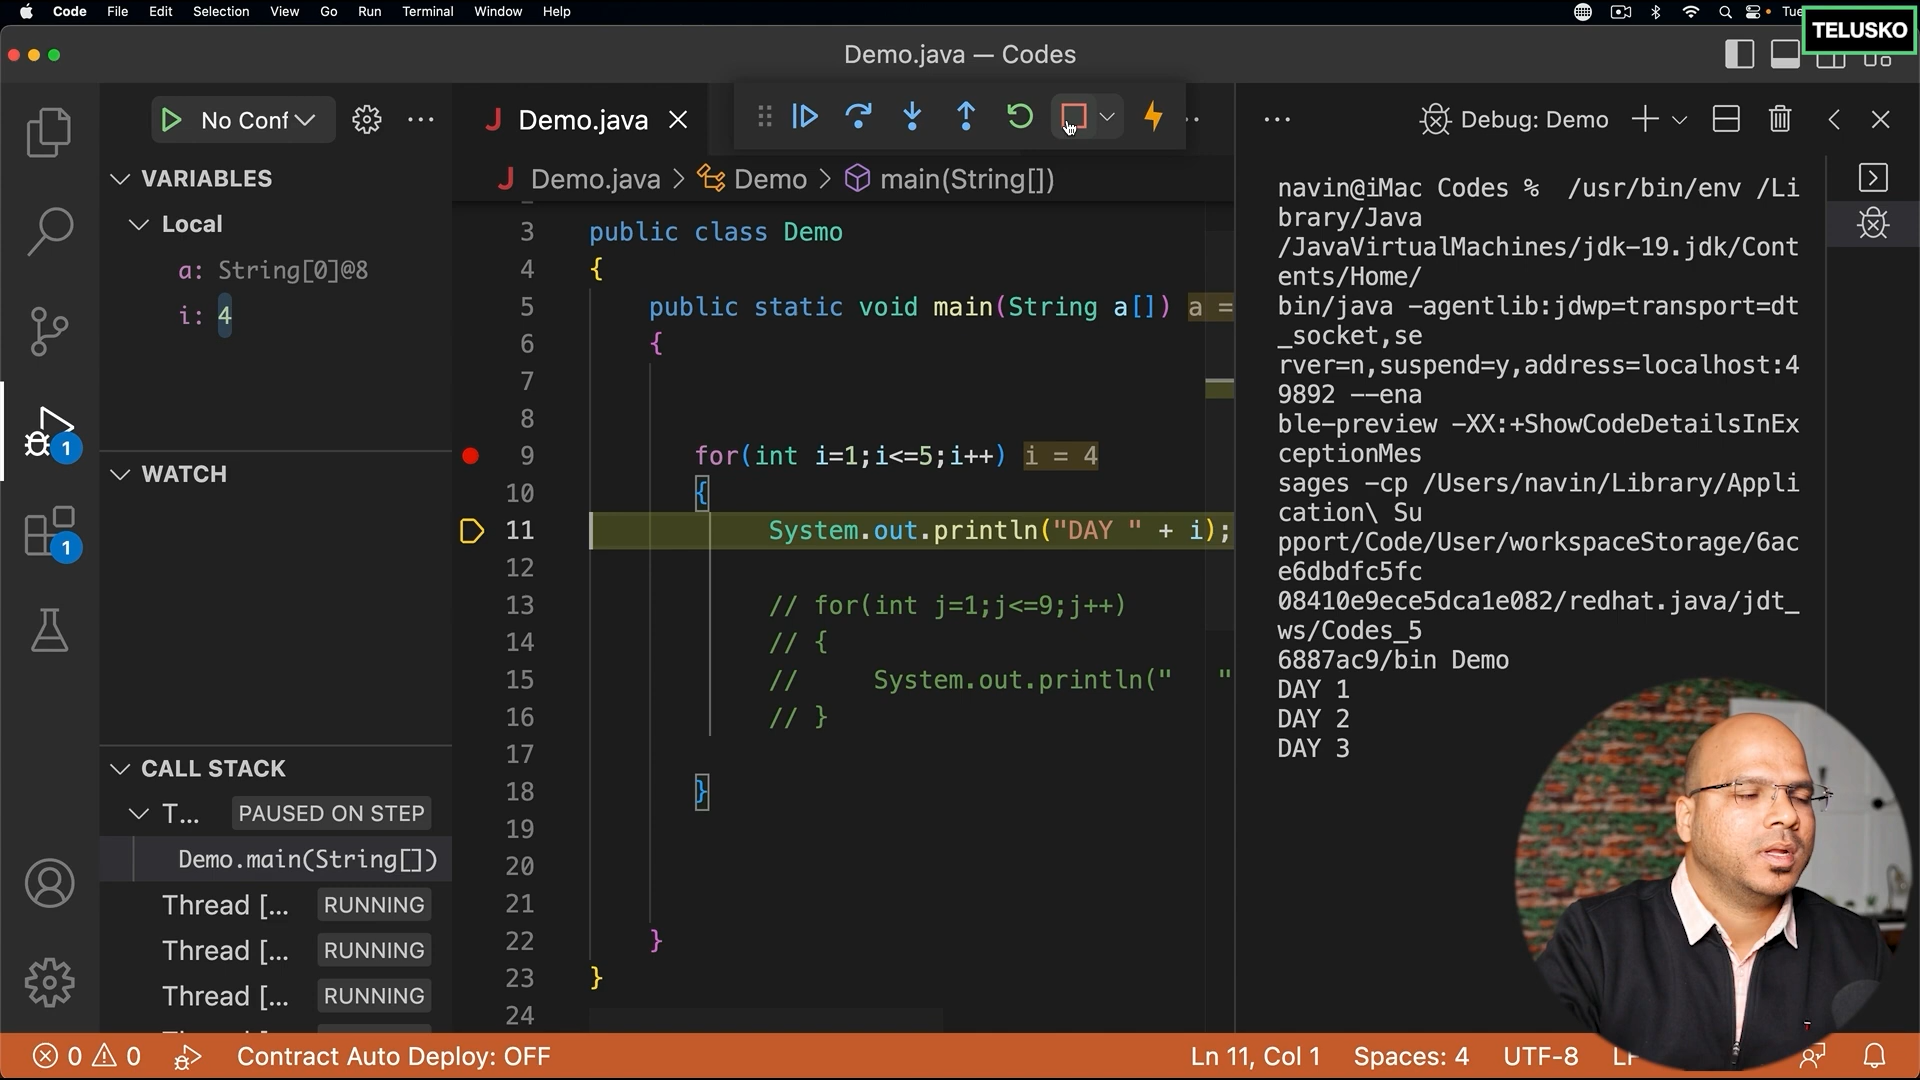 Code File Edit Selection View Go Run Terminal Window Help
TELUSKO
Demo.java — Codes
No Conf
Demo.java
Debug: Demo
Demo.java > Demo > main(String[])
VARIABLES
Local
a: String[0]@8
i: 4
WATCH
CALL STACK
T... PAUSED ON STEP
Demo.main(String[])
Thread [... RUNNING
Thread [... RUNNING
Thread [... RUNNING
1
1
3 public class Demo
4 {
5 public static void main(String a[]) a =
6 {
7
8
9 for(int i=1;i<=5;i++) i = 4
10 {
11 System.out.println("DAY " + i);
12
13 // for(int j=1;j<=9;j++)
14 // {
15 // System.out.println("   "
16 // }
17
18 }
19
20
21
22 }
23 }
24
navin@iMac Codes % /usr/bin/env /Li
brary/Java
/JavaVirtualMachines/jdk-19.jdk/Cont
ents/Home/
bin/java -agentlib:jdwp=transport=dt
_socket,se
rver=n,suspend=y,address=localhost:4
9892 --ena
ble-preview -XX:+ShowCodeDetailsInEx
ceptionMes
sages -cp /Users/navin/Library/Appli
cation\ Su
pport/Code/User/workspaceStorage/6ac
e6dbdfc5fc
08410e9ece5dca1e082/redhat.java/jdt_
ws/Codes_5
6887ac9/bin Demo
DAY 1
DAY 2
DAY 3
0 0 Contract Auto Deploy: OFF
Ln 11, Col 1 Spaces: 4 UTF-8